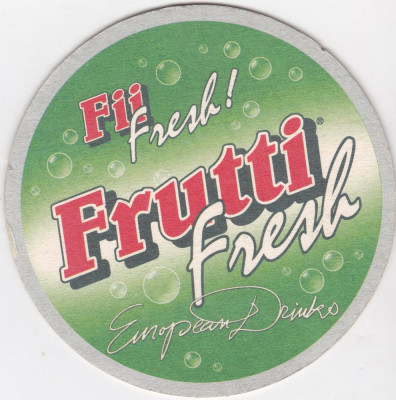 Fii
Fresh!
Frutti®
Fresh
European Drinks